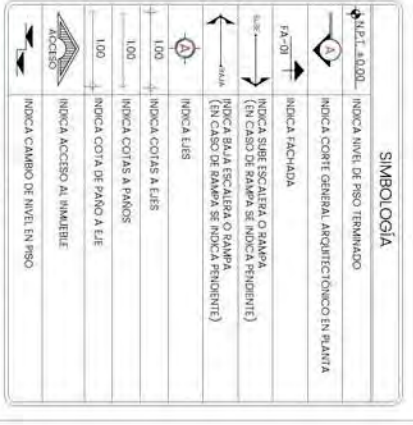 SIMBOLOGÍA
N.P.T. ±0.00
INDICA NIVEL DE PISO TERMINADO
A
INDICA CORTE GENERAL ARQUITECTÓNICO EN PLANTA
FA-01
INDICA FACHADA
SUBE
INDICA SUBE ESCALERA O RAMPA
(EN CASO DE RAMPA SE INDICA PENDIENTE)
BAJA
INDICA BAJA ESCALERA O RAMPA
(EN CASO DE RAMPA SE INDICA PENDIENTE)
A
INDICA EJES
1.00
INDICA COTAS A EJES
1.00
INDICA COTAS A PAÑOS
1.00
INDICA COTA DE PAÑO A EJE
ACCESO
INDICA ACCESO AL INMUEBLE
INDICA CAMBIO DE NIVEL EN PISO